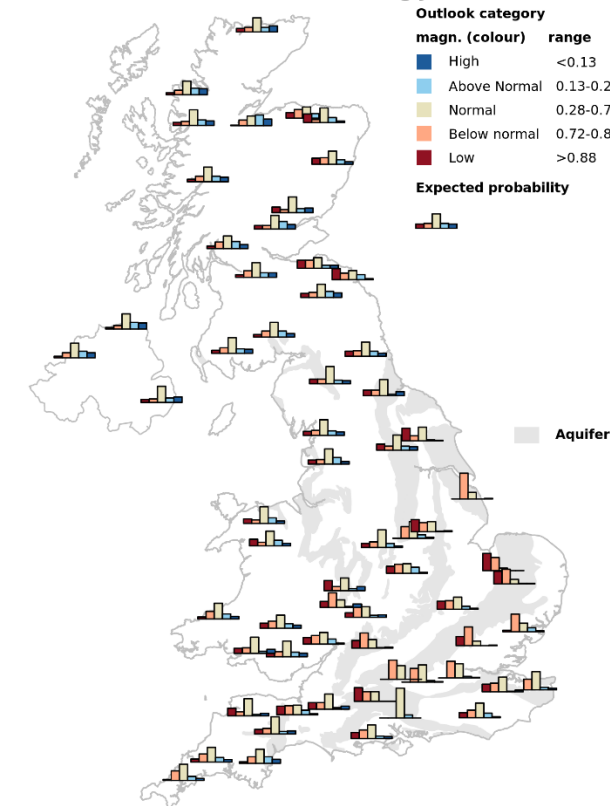 Outlook category
magn. (colour) range
High <0.13
Above Normal 0.13-0.2
Normal 0.28-0.7
Below normal 0.72-0.8
Low >0.88
Expected probability
Aquifer